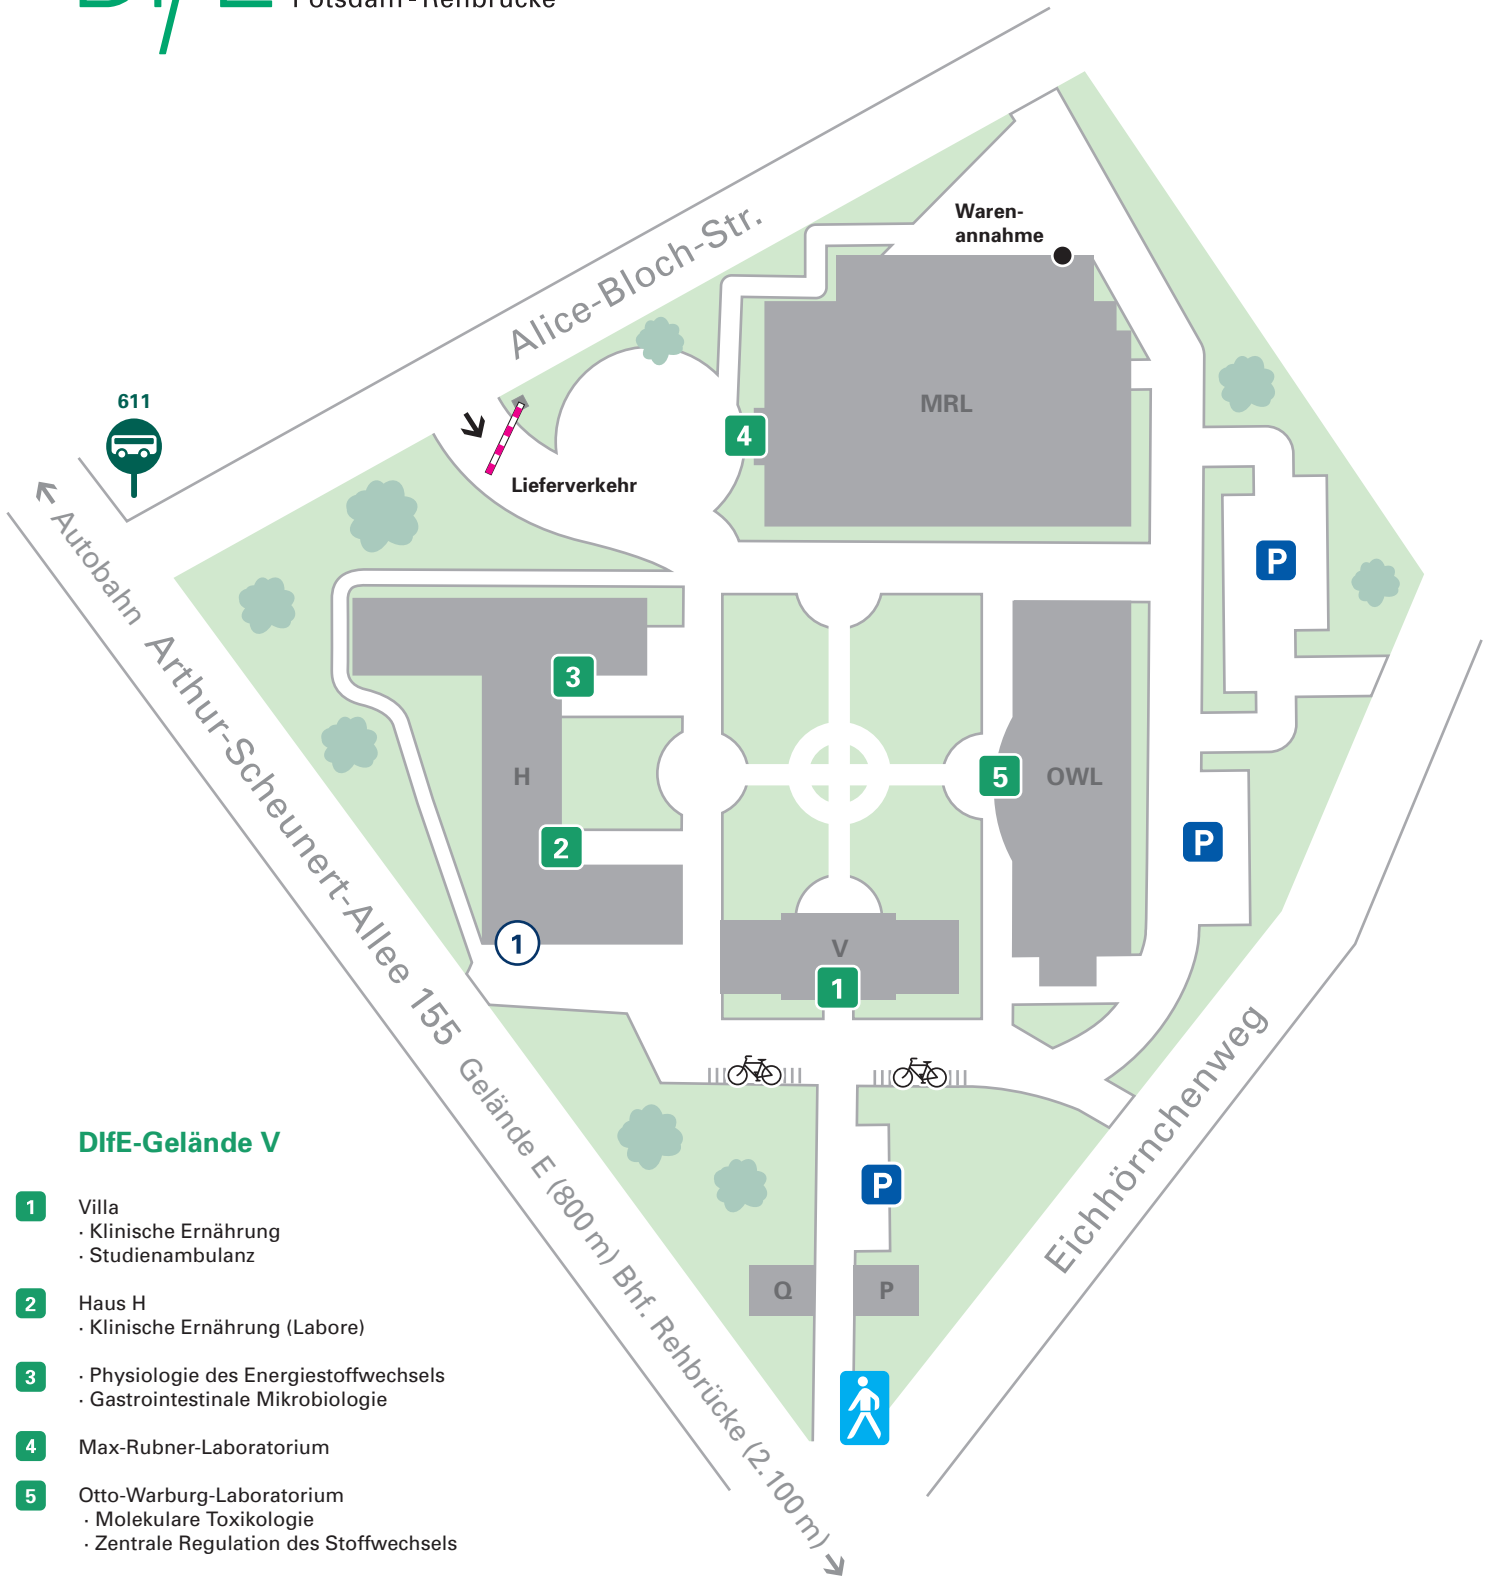 DIfE
Potsdam-Rehbrücke
Alice-Bloch-Str.
Waren-
annahme
611
MRL
4
Lieferverkehr
P
Autobahn Arthur-Scheunert-Allee 155 Gelände E (800 m) Bhf. Rehbrücke (2.100 m)
3
H
5
OWL
2
P
1
V
1
Eichhörnchenweg
P
Q
P
DIfE-Gelände V
1 Villa
· Klinische Ernährung
· Studienambulanz
2 Haus H
· Klinische Ernährung (Labore)
3 · Physiologie des Energiestoffwechsels
· Gastrointestinale Mikrobiologie
4 Max-Rubner-Laboratorium
5 Otto-Warburg-Laboratorium
· Molekulare Toxikologie
· Zentrale Regulation des Stoffwechsels